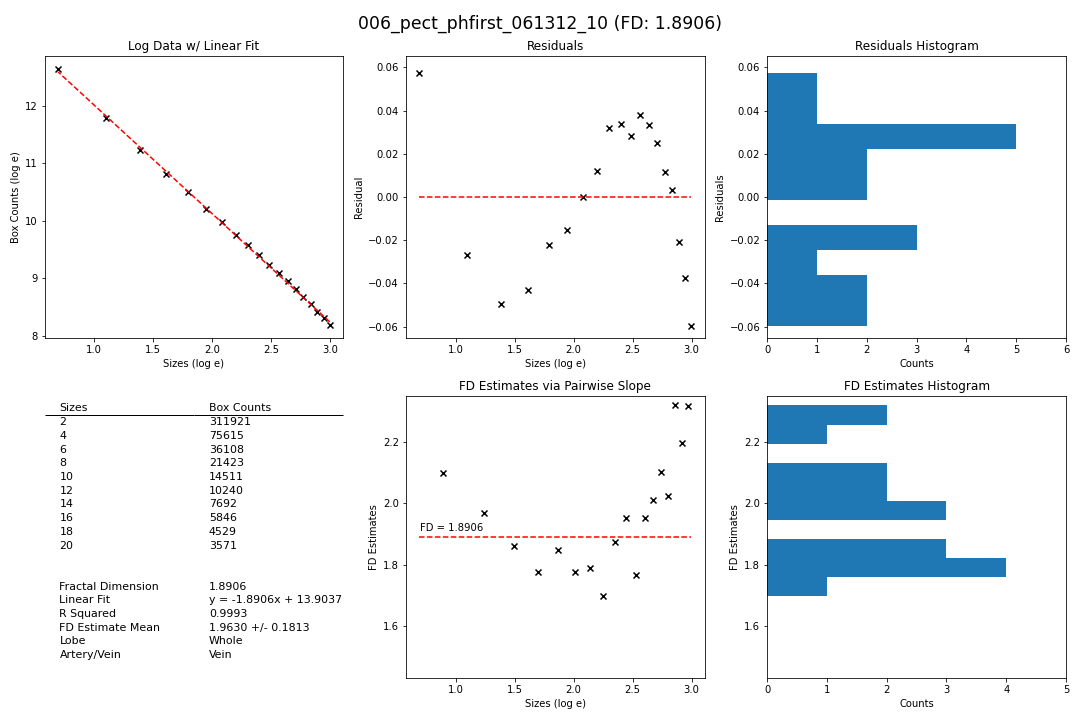 006_pect_phfirst_061312_10 (FD: 1.8906)
Log Data w/ Linear Fit
Box Counts (log e)
12
11
10
9
8
1.0 1.5 2.0 2.5 3.0
Sizes (log e)
Residuals
Residual
0.06
0.04
0.02
0.00
−0.02
−0.04
−0.06
1.0 1.5 2.0 2.5 3.0
Sizes (log e)
Residuals Histogram
Residuals
0.06
0.04
0.02
0.00
−0.02
−0.04
−0.06
0 1 2 3 4 5 6
Counts
Sizes Box Counts
2 311921
4 75615
6 36108
8 21423
10 14511
12 10240
14 7692
16 5846
18 4529
20 3571
Fractal Dimension 1.8906
Linear Fit y = -1.8906x + 13.9037
R Squared 0.9993
FD Estimate Mean 1.9630 +/- 0.1813
Lobe Whole
Artery/Vein Vein
FD Estimates via Pairwise Slope
FD Estimates
2.2
2.0
1.8
1.6
FD = 1.8906
1.0 1.5 2.0 2.5 3.0
Sizes (log e)
FD Estimates Histogram
FD Estimates
2.2
2.0
1.8
1.6
0 1 2 3 4 5
Counts